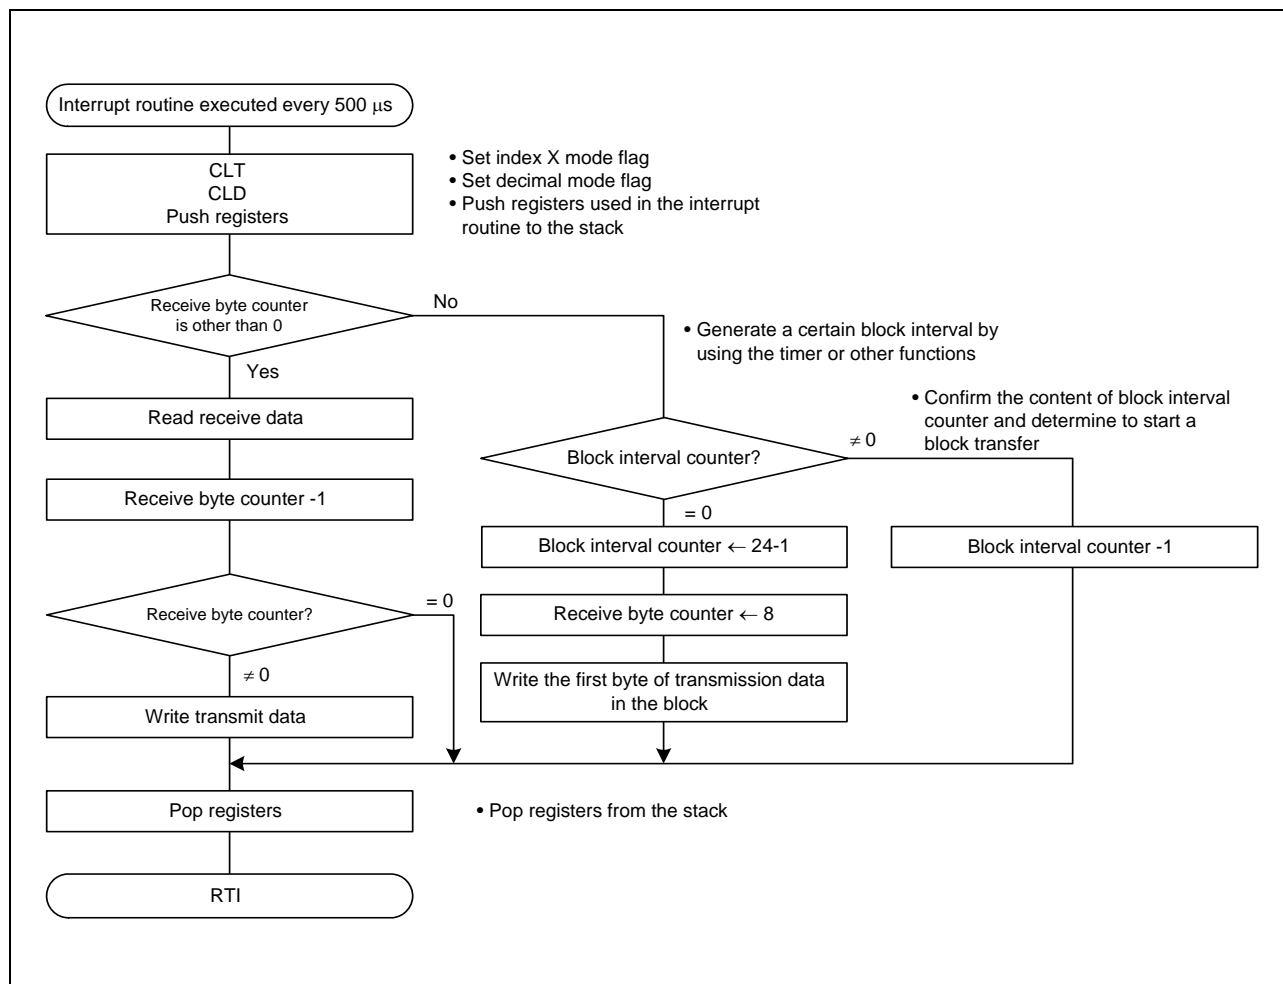 Interrupt routine executed every 500 μs
CLT
CLD
Push registers
• Set index X mode flag
• Set decimal mode flag
• Push registers used in the interrupt
routine to the stack
Receive byte counter
is other than 0
No
Yes
• Generate a certain block interval by
using the timer or other functions
Read receive data
• Confirm the content of block interval
counter and determine to start a
block transfer
Block interval counter?
≠ 0
= 0
Receive byte counter -1
Block interval counter ← 24-1
Block interval counter -1
Receive byte counter?
= 0
≠ 0
Receive byte counter ← 8
Write the first byte of transmission data
in the block
Write transmit data
Pop registers
• Pop registers from the stack
RTI